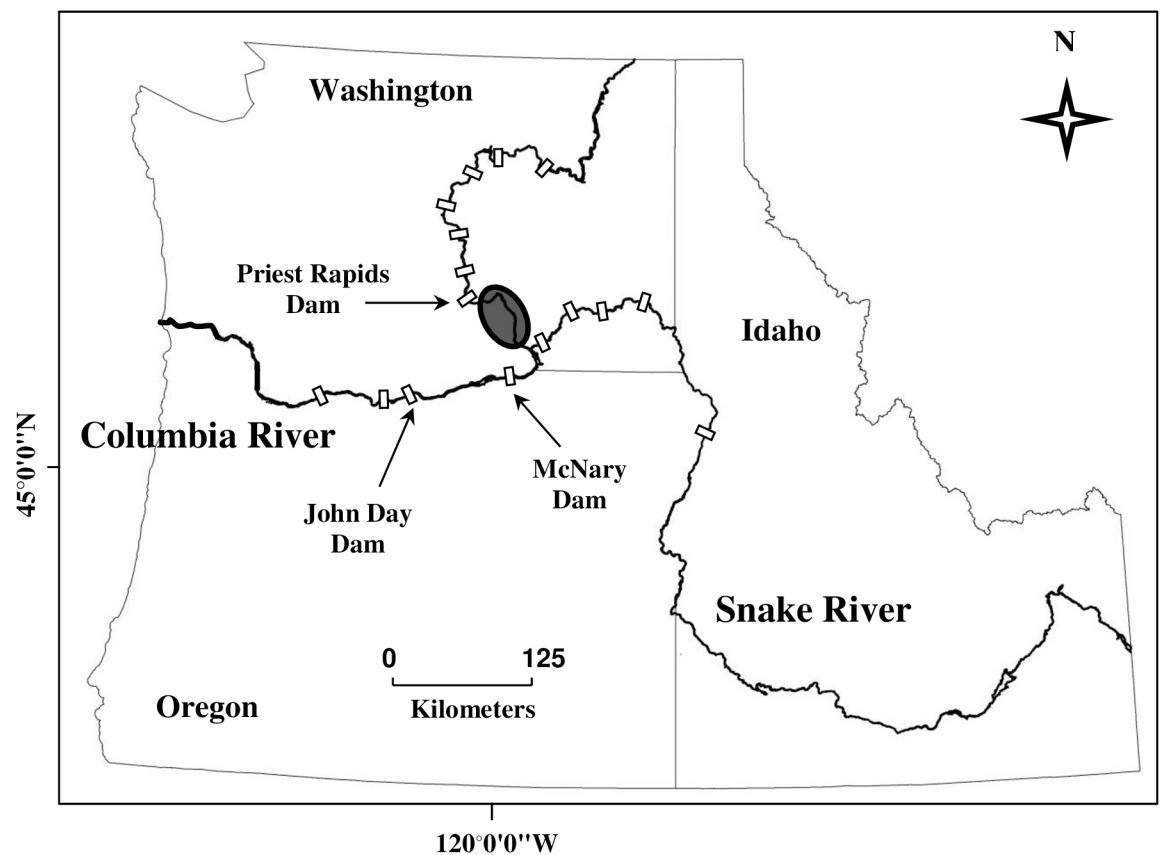 N
Washington
Priest Rapids
Dam
Idaho
Columbia River
McNary
Dam
45°0'0"N
John Day
Dam
Snake River
0 125
Kilometers
Oregon
120°0'0"W